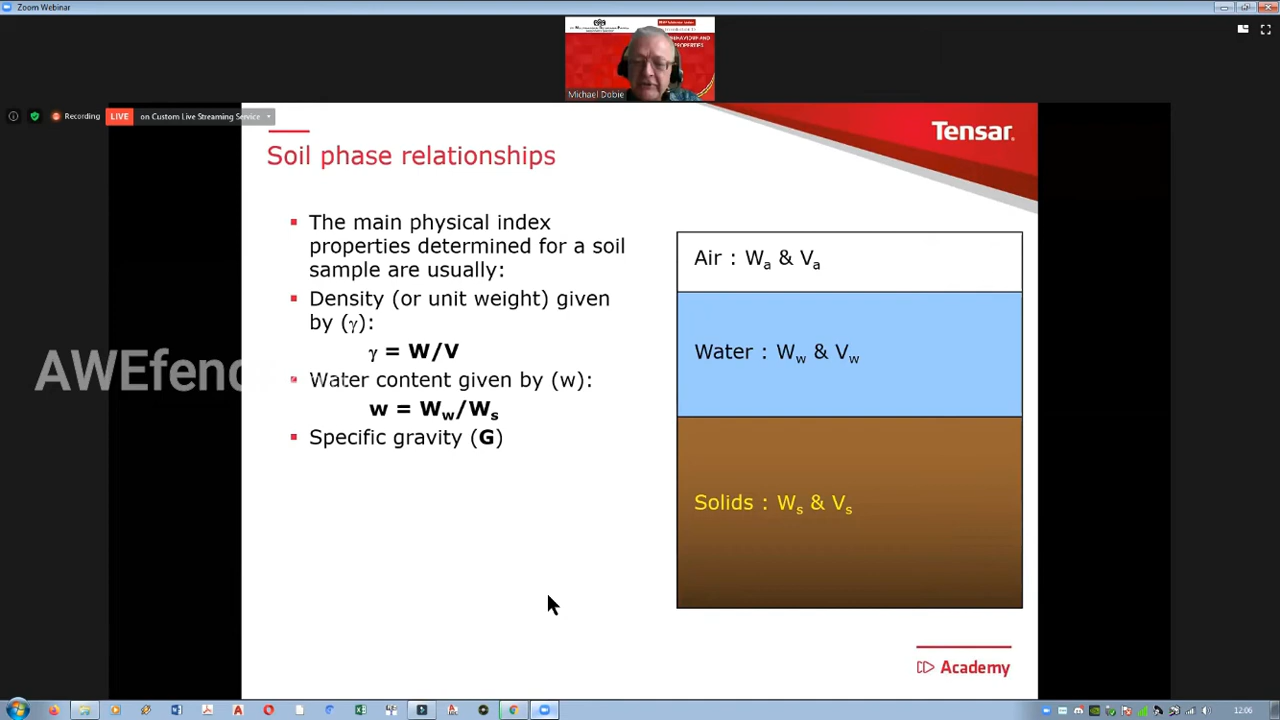 Zoom Webinar
Michael Dobie
Recording
LIVE
on Custom Live Streaming Service
Tensar.
Soil phase relationships
The main physical index
properties determined for a soil
sample are usually:
Density (or unit weight) given
by (γ):
γ = W/V
Water content given by (w):
w = Ww/Ws
Specific gravity (G)
Air : Wa & Va
Water : Ww & Vw
Solids : Ws & Vs
Academy
12:06